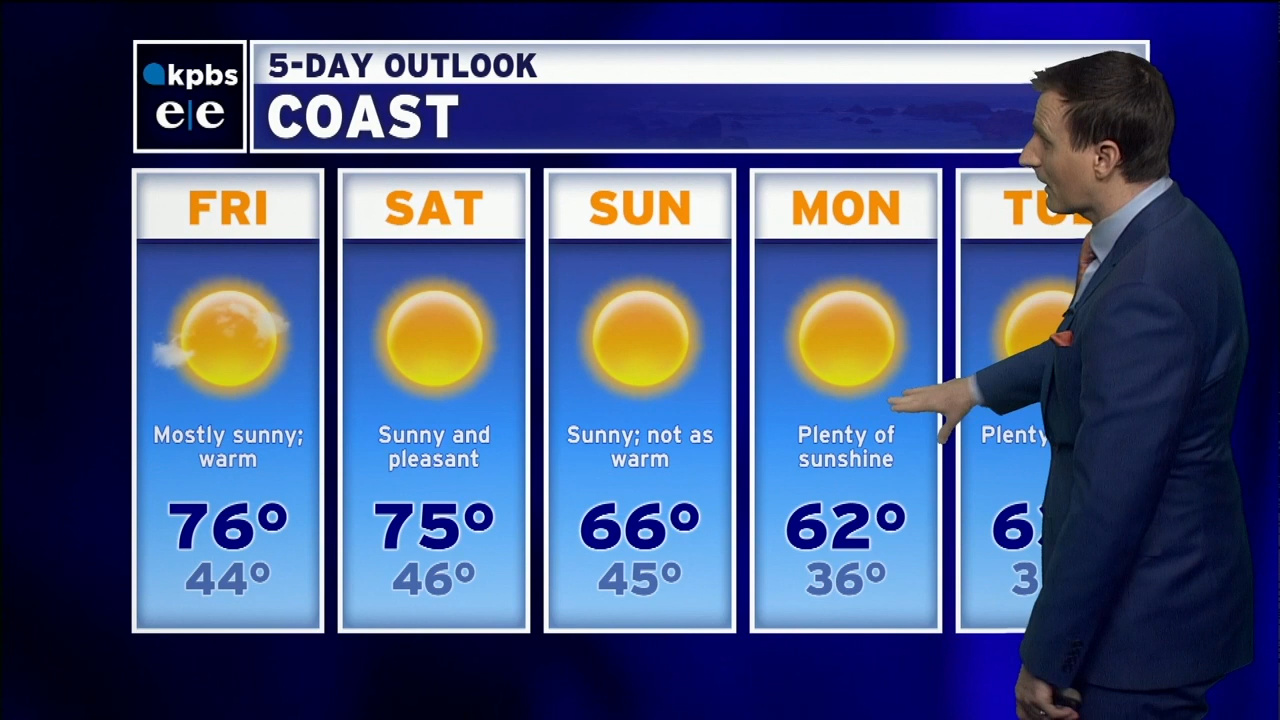 kpbs
e|e
5-DAY OUTLOOK
COAST
FRI
SAT
SUN
MON
Mostly sunny;
warm
Sunny and
pleasant
Sunny; not as
warm
Plenty of
sunshine
Plenty
76°
75°
66°
62°
44°
46°
45°
36°